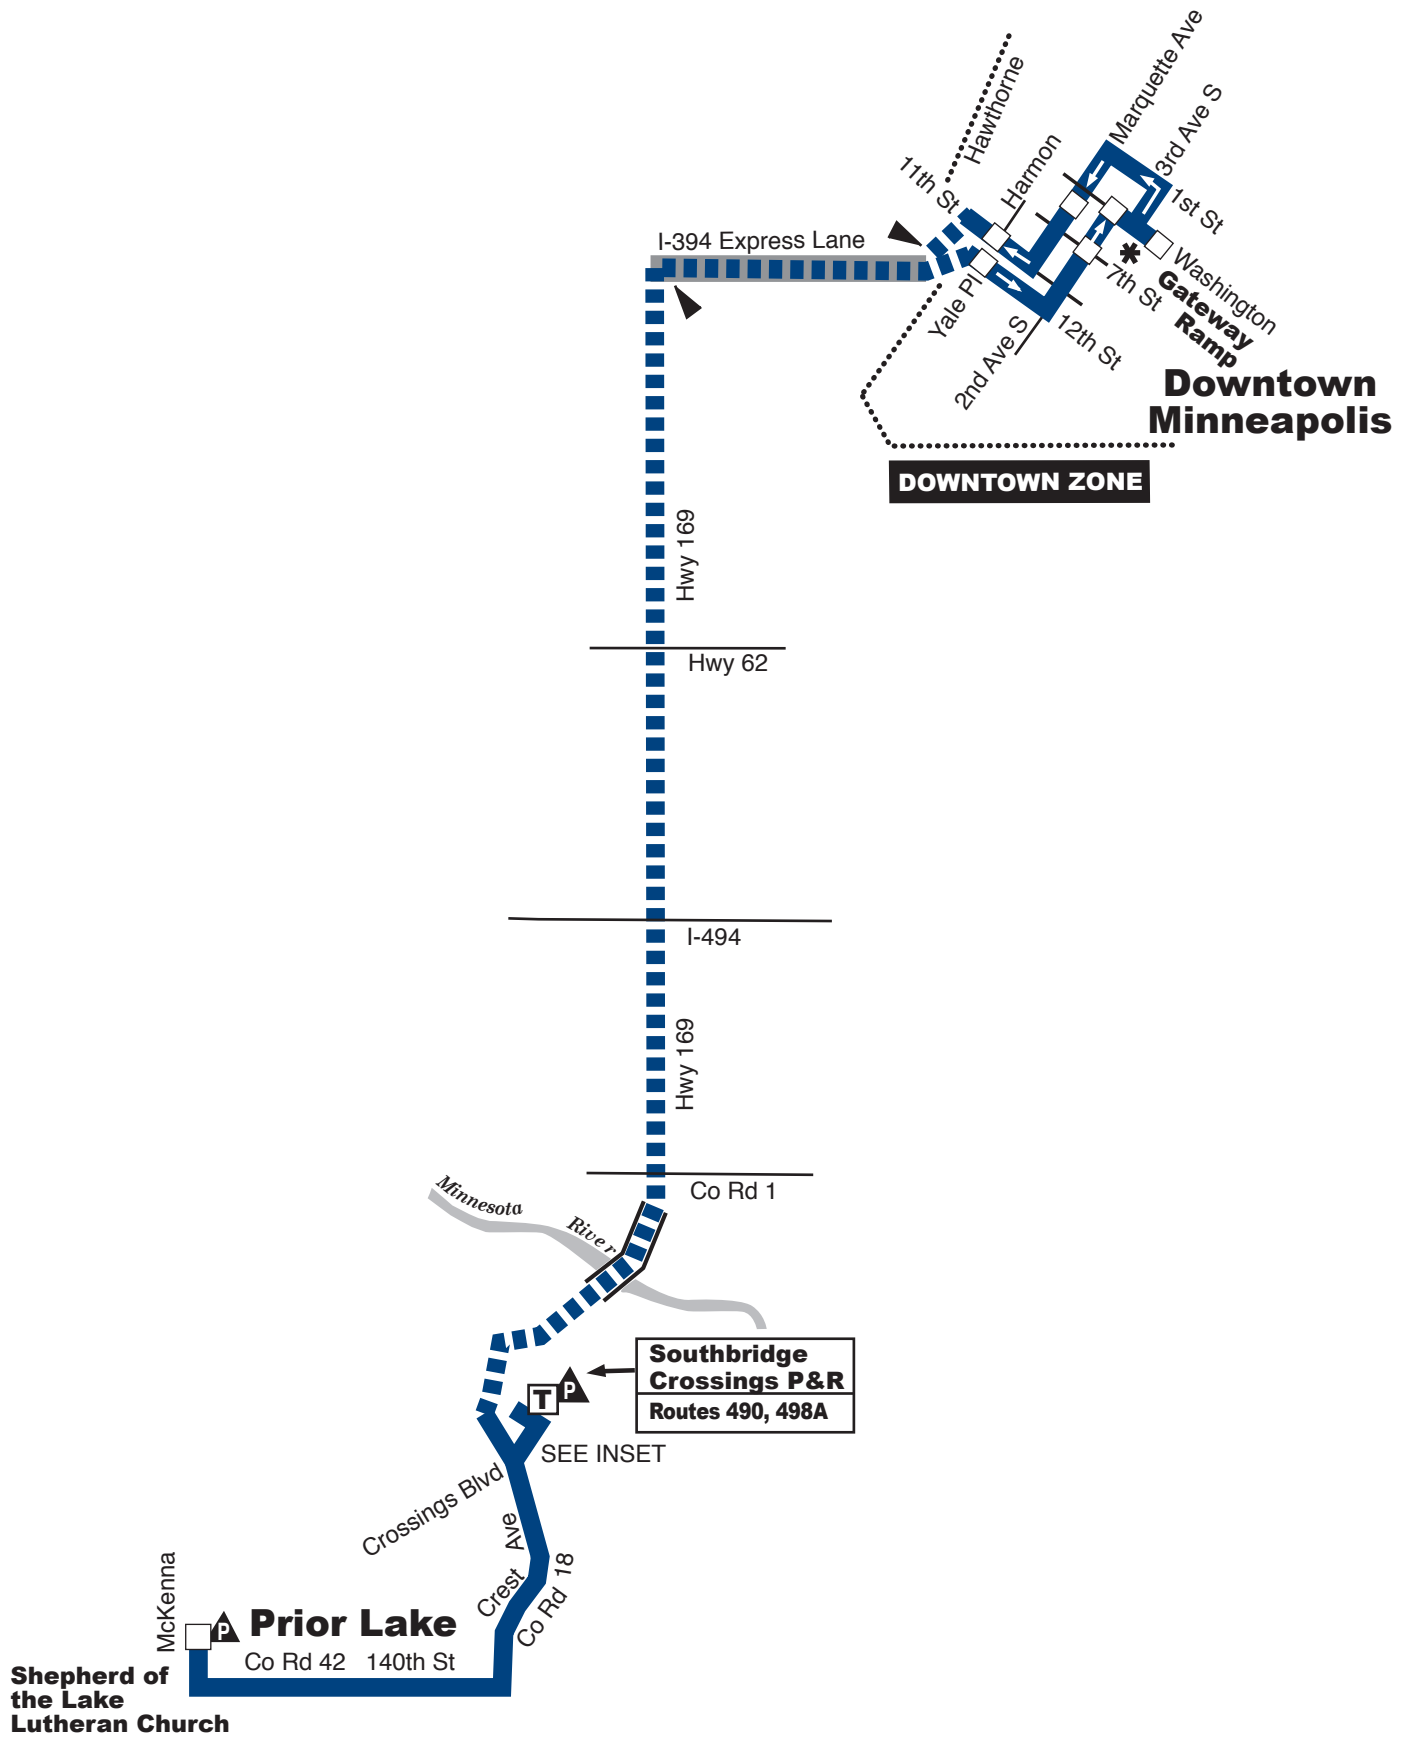 Marquette Ave
3rd Ave S
Hawthorne
Harmon
11th St
1st St
I-394 Express Lane
Washington
7th St
Gateway
Ramp
Yale Pl
12th St
2nd Ave S
Downtown
Minneapolis
DOWNTOWN ZONE
Hwy 169
Hwy 62
I-494
Hwy 169
Co Rd 1
Minnesota
River
Southbridge
Crossings P&R
Routes 490, 498A
P
T
SEE INSET
Crossings Blvd
Crest Ave
Co Rd 18
McKenna
P
Prior Lake
Co Rd 42 140th St
Shepherd of
the Lake
Lutheran Church